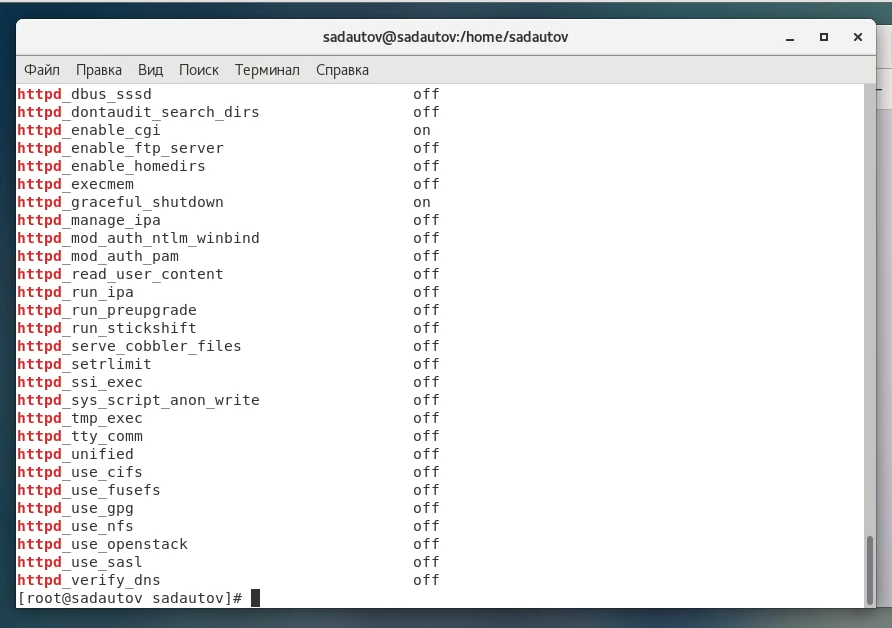 sadautov@sadautov:/home/sadautov
Файл Правка Вид Поиск Терминал Справка
httpd_dbus_sssd off
httpd_dontaudit_search_dirs off
httpd_enable_cgi on
httpd_enable_ftp_server off
httpd_enable_homedirs off
httpd_execmem off
httpd_graceful_shutdown on
httpd_manage_ipa off
httpd_mod_auth_ntlm_winbind off
httpd_mod_auth_pam off
httpd_read_user_content off
httpd_run_ipa off
httpd_run_preupgrade off
httpd_run_stickshift off
httpd_serve_cobbler_files off
httpd_setrlimit off
httpd_ssi_exec off
httpd_sys_script_anon_write off
httpd_tmp_exec off
httpd_tty_comm off
httpd_unified off
httpd_use_cifs off
httpd_use_fusefs off
httpd_use_gpg off
httpd_use_nfs off
httpd_use_openstack off
httpd_use_sasl off
httpd_verify_dns off
[root@sadautov sadautov]#